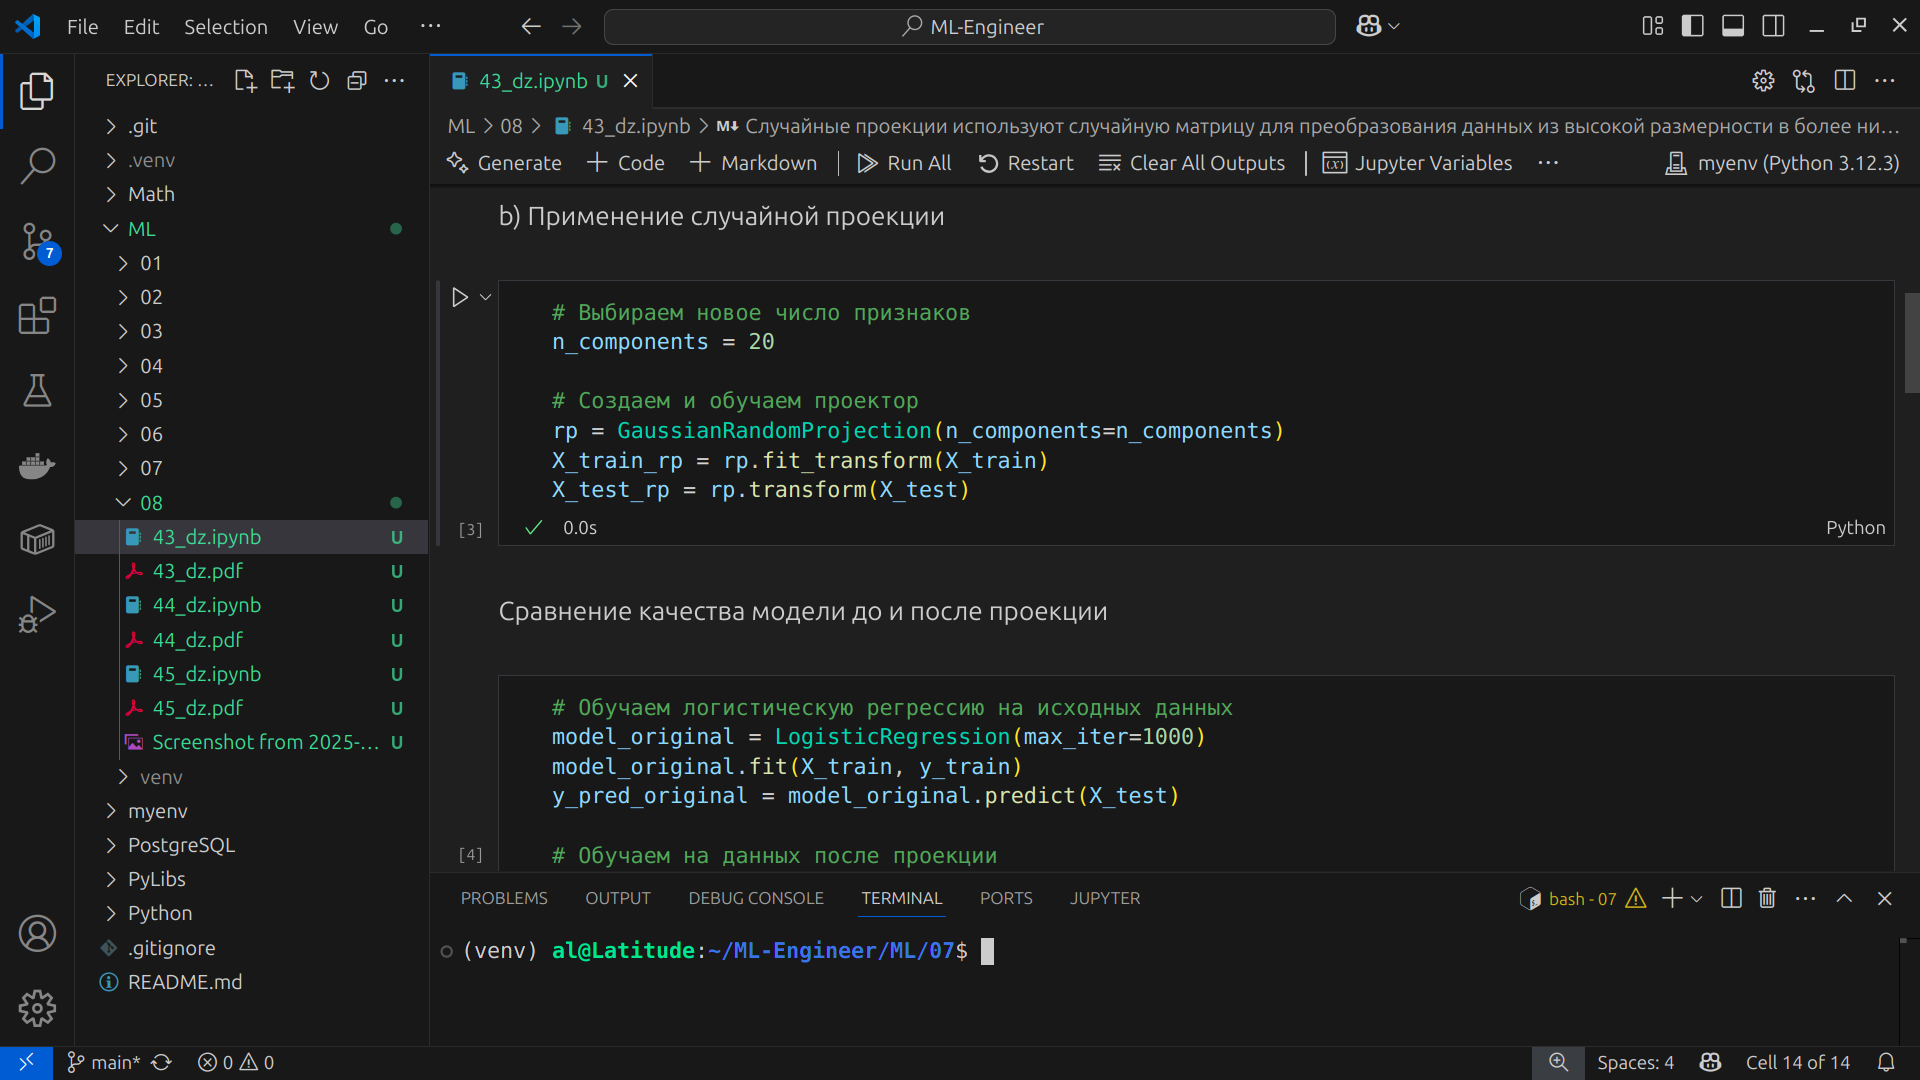 File Edit Selection View Go ···
ML-Engineer
EXPLORER: ... ···
43_dz.ipynb U
ML > 08 > 43_dz.ipynb > M↓ Случайные проекции используют случайную матрицу для преобразования данных из высокой размерности в более ни...
Generate + Code + Markdown | Run All Restart Clear All Outputs | Jupyter Variables ··· myenv (Python 3.12.3)
.git
.venv
Math
ML
01
02
03
04
05
06
07
08
43_dz.ipynb U
43_dz.pdf U
44_dz.ipynb U
44_dz.pdf U
45_dz.ipynb U
45_dz.pdf U
Screenshot from 2025-... U
venv
myenv
PostgreSQL
PyLibs
Python
.gitignore
README.md
7
b) Применение случайной проекции
# Выбираем новое число признаков
n_components = 20
# Создаем и обучаем проектор
rp = GaussianRandomProjection(n_components=n_components)
X_train_rp = rp.fit_transform(X_train)
X_test_rp = rp.transform(X_test)
[3] 0.0s Python
Сравнение качества модели до и после проекции
# Обучаем логистическую регрессию на исходных данных
model_original = LogisticRegression(max_iter=1000)
model_original.fit(X_train, y_train)
y_pred_original = model_original.predict(X_test)
[4] # Обучаем на данных после проекции
PROBLEMS OUTPUT DEBUG CONSOLE TERMINAL PORTS JUPYTER bash - 07
(venv) al@Latitude:~/ML-Engineer/ML/07$
main* 0 0 Spaces: 4 Cell 14 of 14